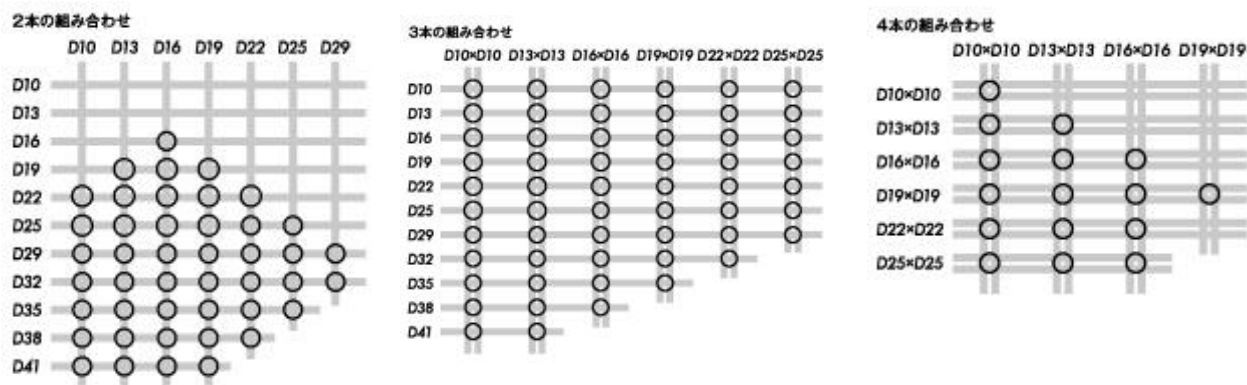 2本の組み合わせ
D10 D13 D16 D19 D22 D25 D29
D10
D13
D16
D19
D22
D25
D29
D32
D35
D38
D41
3本の組み合わせ
D10×D10 D13×D13 D16×D16 D19×D19 D22×D22 D25×D25
D10
D13
D16
D19
D22
D25
D29
D32
D35
D38
D41
4本の組み合わせ
D10×D10 D13×D13 D16×D16 D19×D19
D10×D10
D13×D13
D16×D16
D19×D19
D22×D22
D25×D25